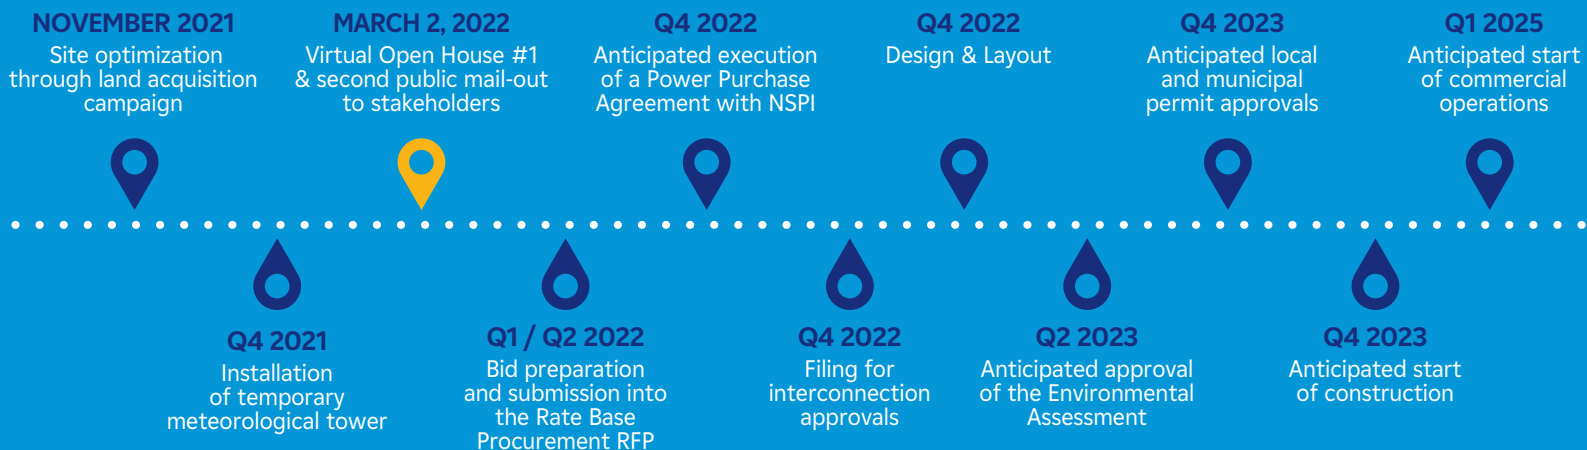 NOVEMBER 2021
Site optimization
through land acquisition
campaign
MARCH 2, 2022
Virtual Open House #1
& second public mail-out
to stakeholders
Q4 2022
Anticipated execution
of a Power Purchase
Agreement with NSPI
Q4 2022
Design & Layout
Q4 2023
Anticipated local
and municipal
permit approvals
Q1 2025
Anticipated start
of commercial
operations
Q4 2021
Installation
of temporary
meteorological tower
Q1 / Q2 2022
Bid preparation
and submission into
the Rate Base
Procurement RFP
Q4 2022
Filing for
interconnection
approvals
Q2 2023
Anticipated approval
of the Environmental
Assessment
Q4 2023
Anticipated start
of construction